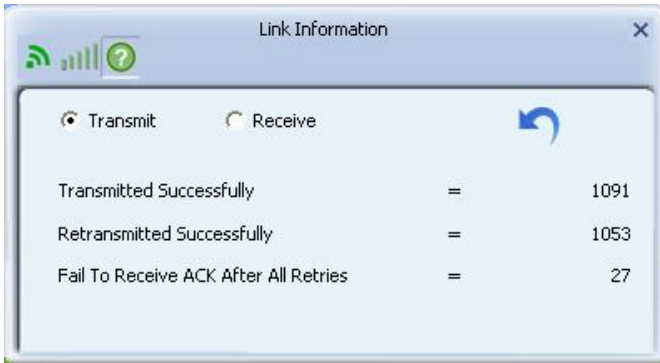 Link Information
Transmit Receive
Transmitted Successfully = 1091
Retransmitted Successfully = 1053
Fail To Receive ACK After All Retries = 27